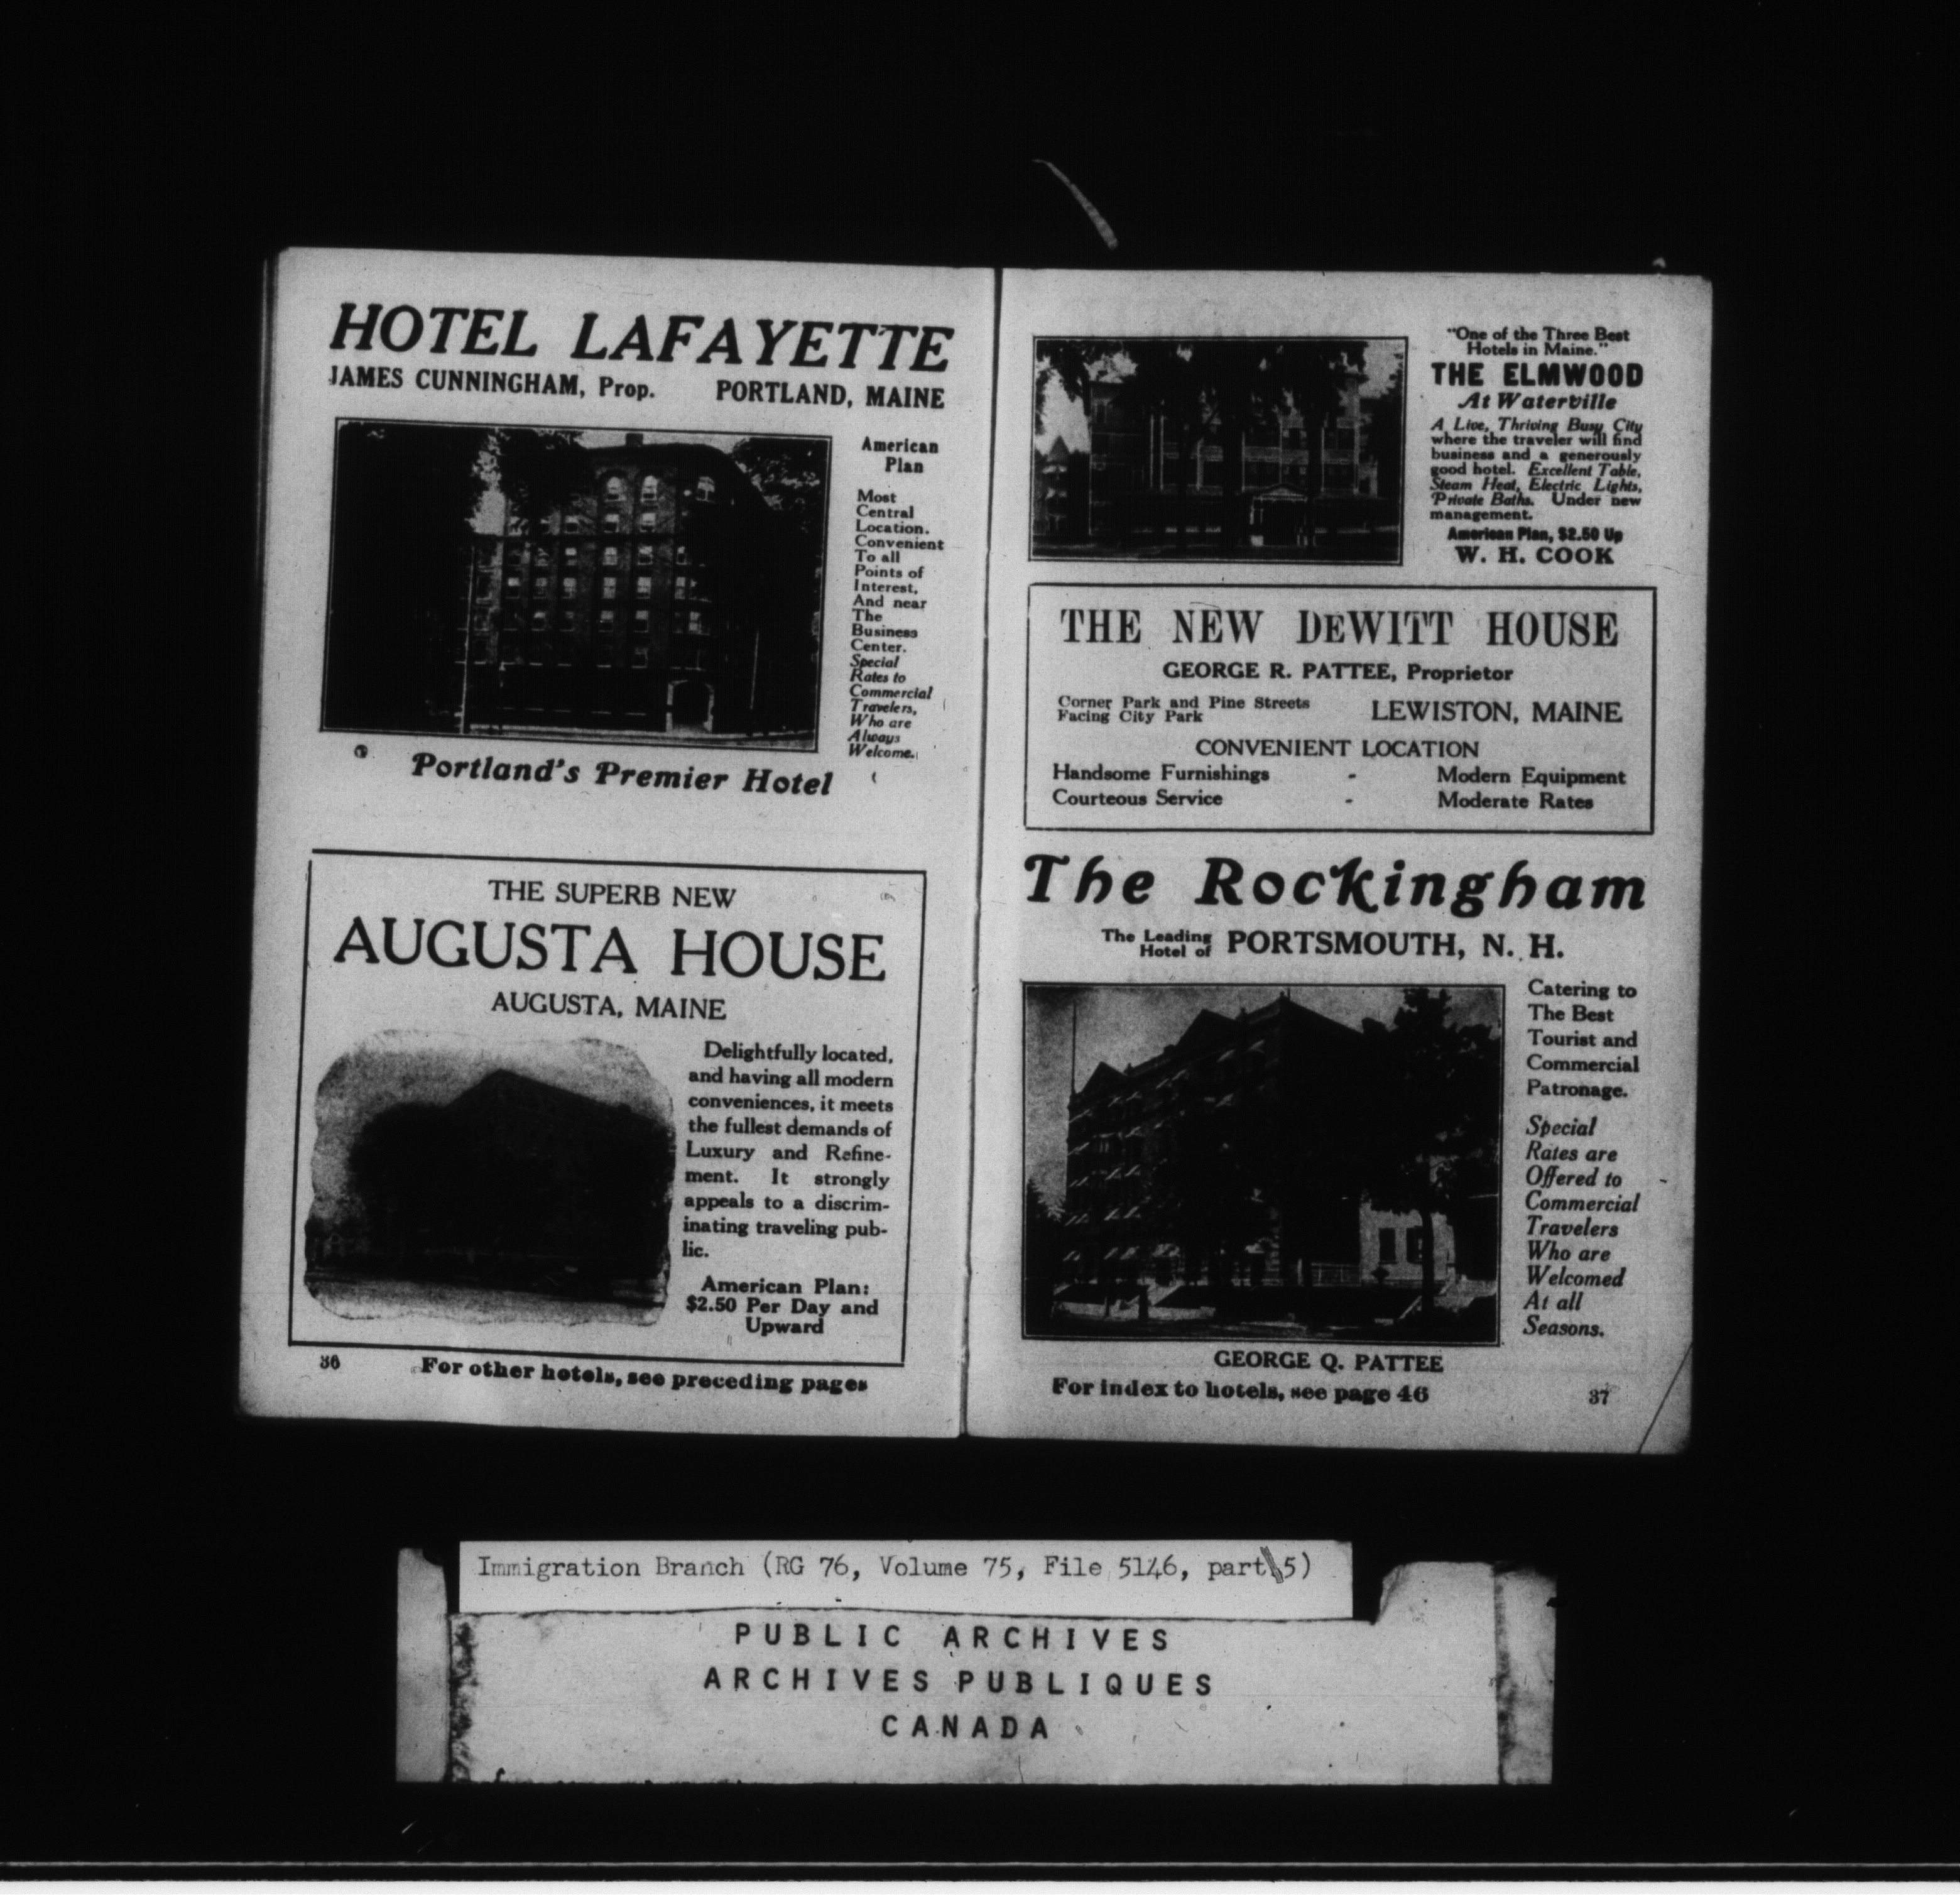 HOTEL LAFAYETTE
JAMES CUNNINGHAM, Prop. PORTLAND, MAINE
American
Plan
Most
Central
Location.
Convenient
To all
Points of
Interest,
And near
The
Business
Center.
Special
Rates to
Commercial
Travelers,
Who are
Always
Welcome.
Portland's Premier Hotel
THE SUPERB NEW
AUGUSTA HOUSE
AUGUSTA, MAINE
Delightfully located,
and having all modern
conveniences, it meets
the fullest demands of
Luxury and Refine-
ment. It strongly
appeals to a discrim-
inating traveling pub-
lic.
American Plan:
$2.50 Per Day and
Upward
36 For other hotels, see preceding pages
"One of the Three Best
Hotels in Maine."
THE ELMWOOD
At Waterville
A Live, Thriving Busy City
where the traveler will find
business and a generously
good hotel. Excellent Table,
Steam Heat, Electric Lights,
Private Baths. Under new
management.
American Plan, $2.50 Up
W. H. COOK
THE NEW DEWITT HOUSE
GEORGE R. PATTEE, Proprietor
Corner Park and Pine Streets
Facing City Park
LEWISTON, MAINE
CONVENIENT LOCATION
Handsome Furnishings - Modern Equipment
Courteous Service - Moderate Rates
The Rockingham
The Leading
Hotel of
PORTSMOUTH, N. H.
Catering to
The Best
Tourist and
Commercial
Patronage.
Special
Rates are
Offered to
Commercial
Travelers
Who are
Welcomed
At all
Seasons.
GEORGE Q. PATTEE
For index to hotels, see page 46 37
Immigration Branch (RG 76, Volume 75, File 5146, part 5)
PUBLIC ARCHIVES
ARCHIVES PUBLIQUES
CANADA